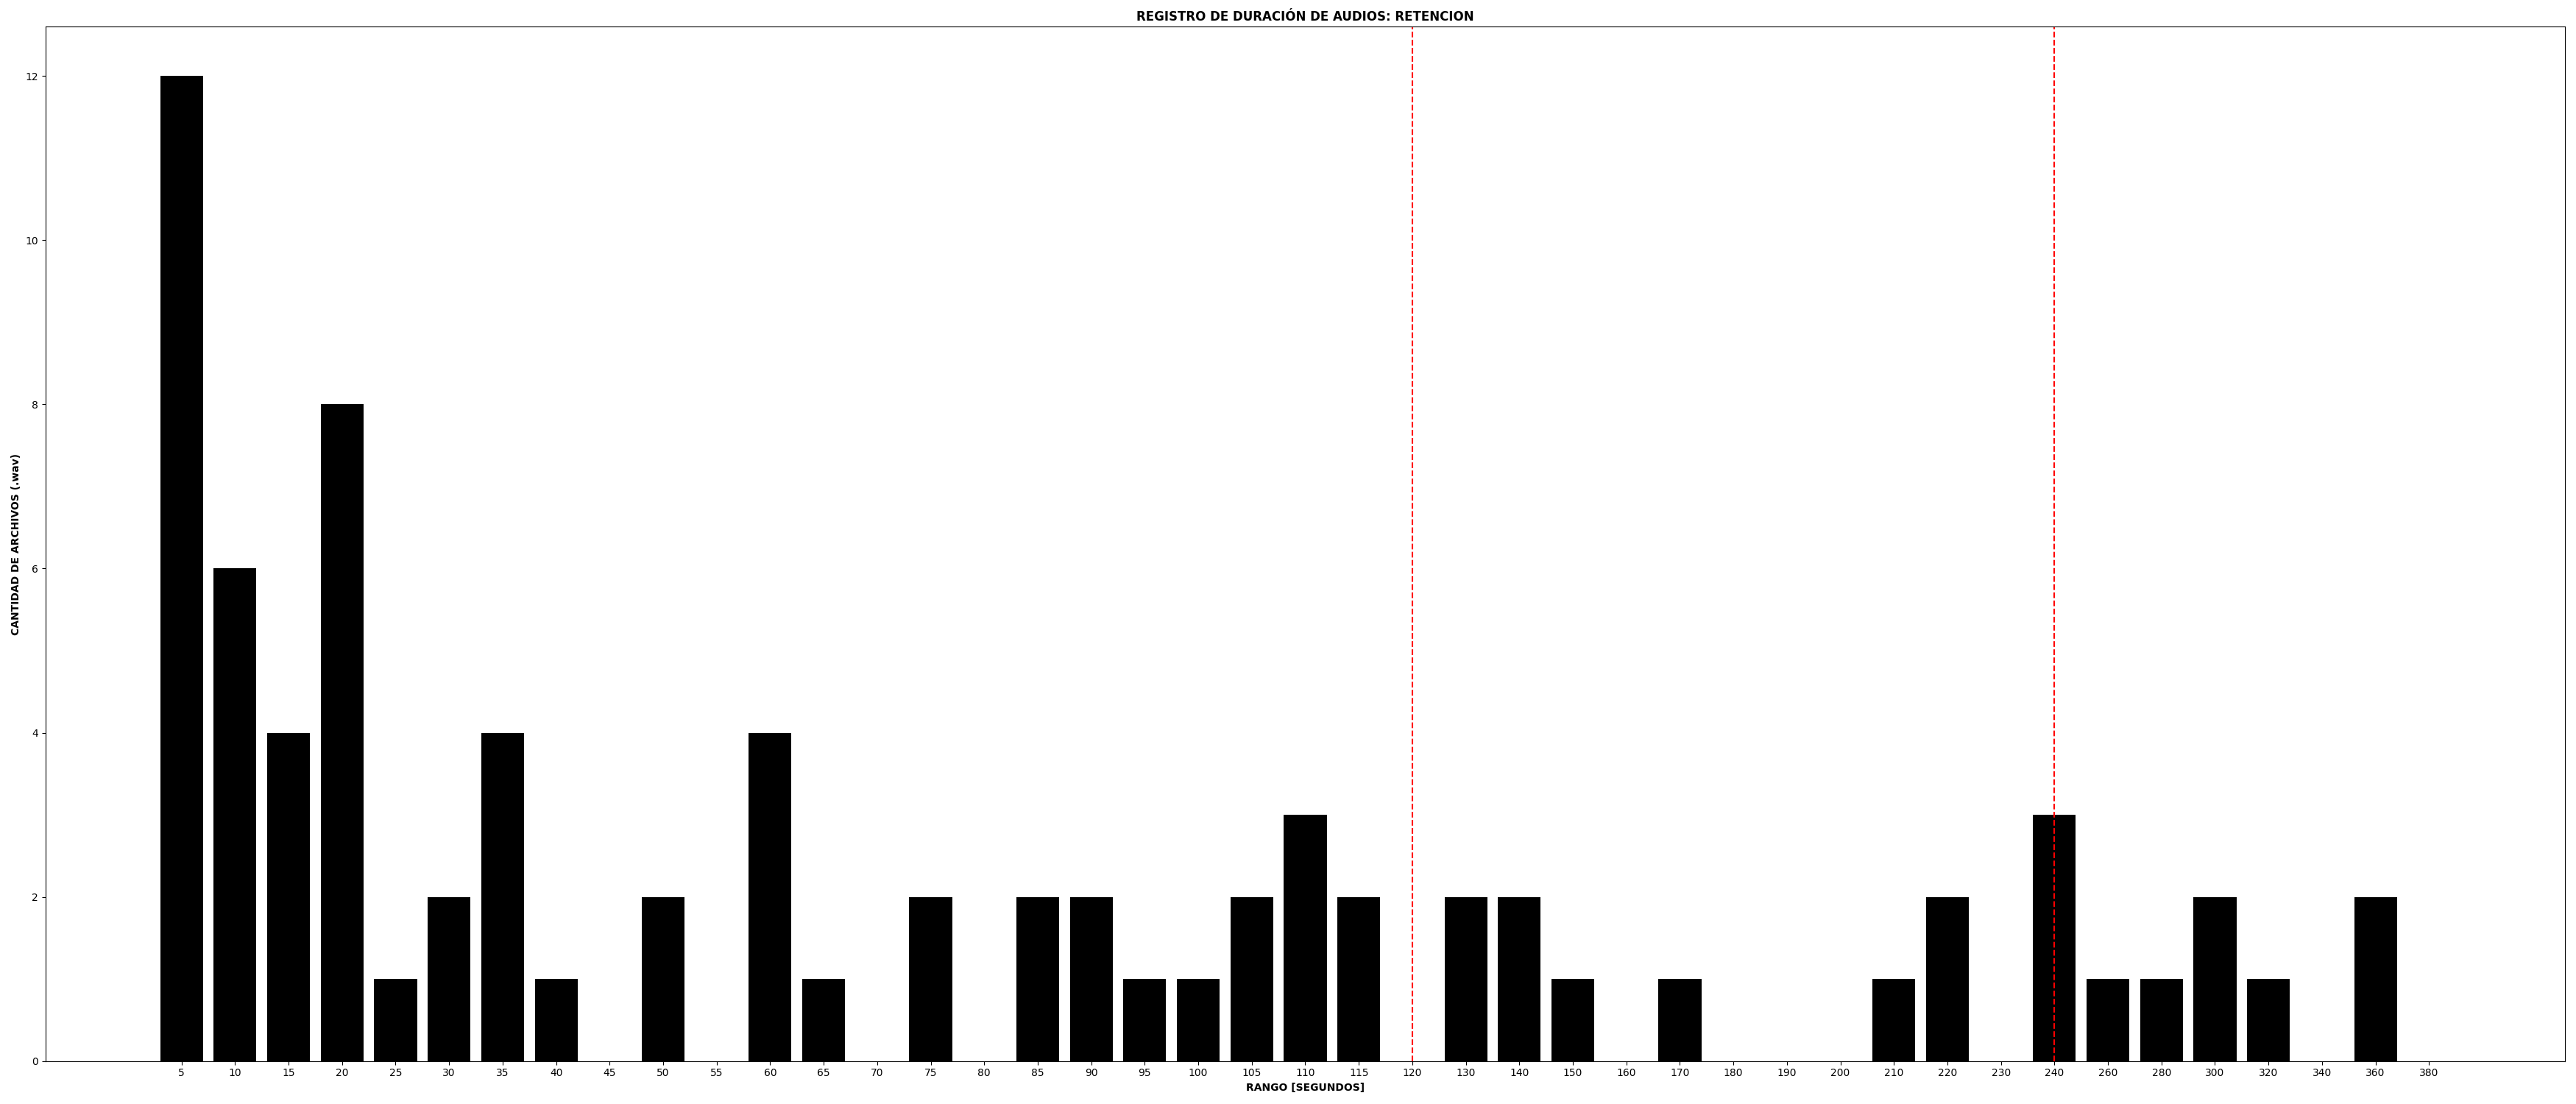 REGISTRO DE DURACIÓN DE AUDIOS: RETENCION
CANTIDAD DE ARCHIVOS (.wav)
12
10
8
6
4
2
0
5 10 15 20 25 30 35 40 45 50 55 60 65 70 75 80 85 90 95 100 105 110 115 120 130 140 150 160 170 180 190 200 210 220 230 240 260 280 300 320 340 360 380
RANGO [SEGUNDOS]